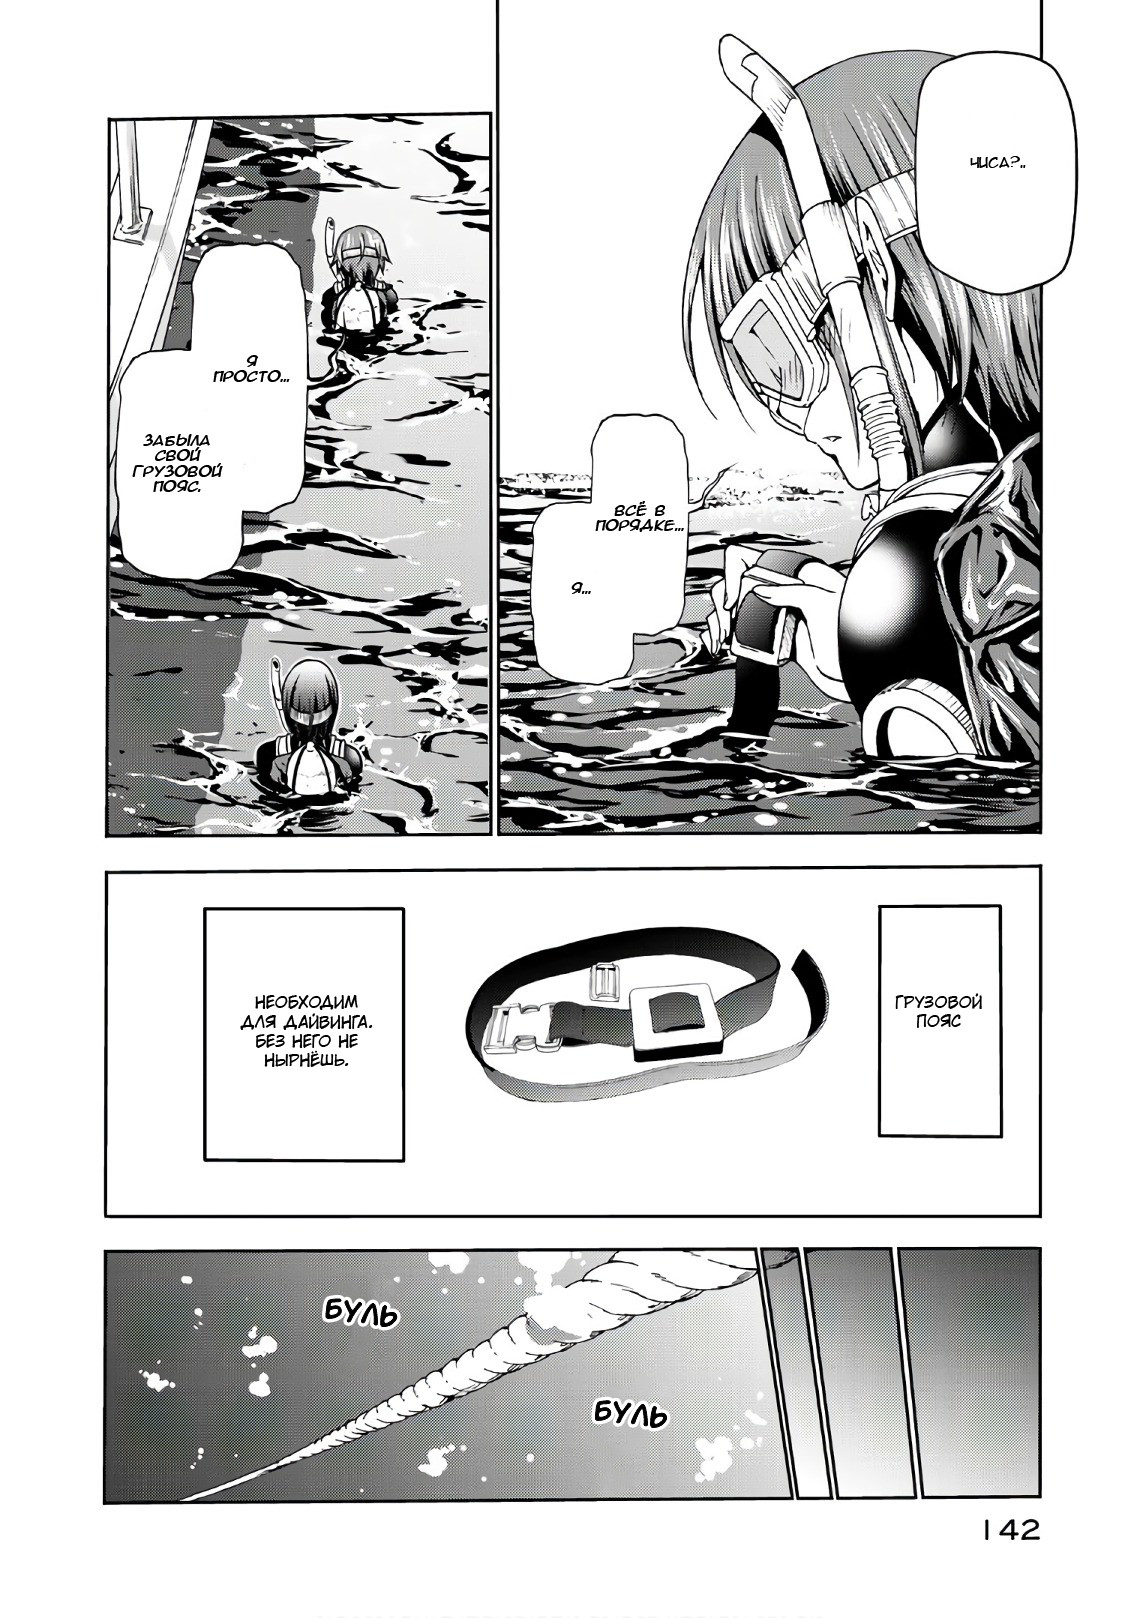 ЧИСА?..
ВСЁ В
ПОРЯДКЕ...
Я...
Я
ПРОСТО...
ЗАБЫЛА
СВОЙ
ГРУЗОВОЙ
ПОЯС.
ГРУЗОВОЙ
ПОЯС
НЕОБХОДИМ
ДЛЯ ДАЙВИНГА.
БЕЗ НЕГО НЕ
НЫРНЁШЬ.
БУЛЬ
БУЛЬ
142